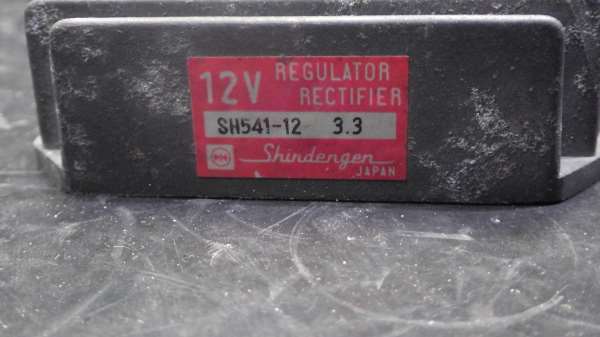 12V REGULATOR
RECTIFIER
SH541-12 3.3
Shindengen
JAPAN